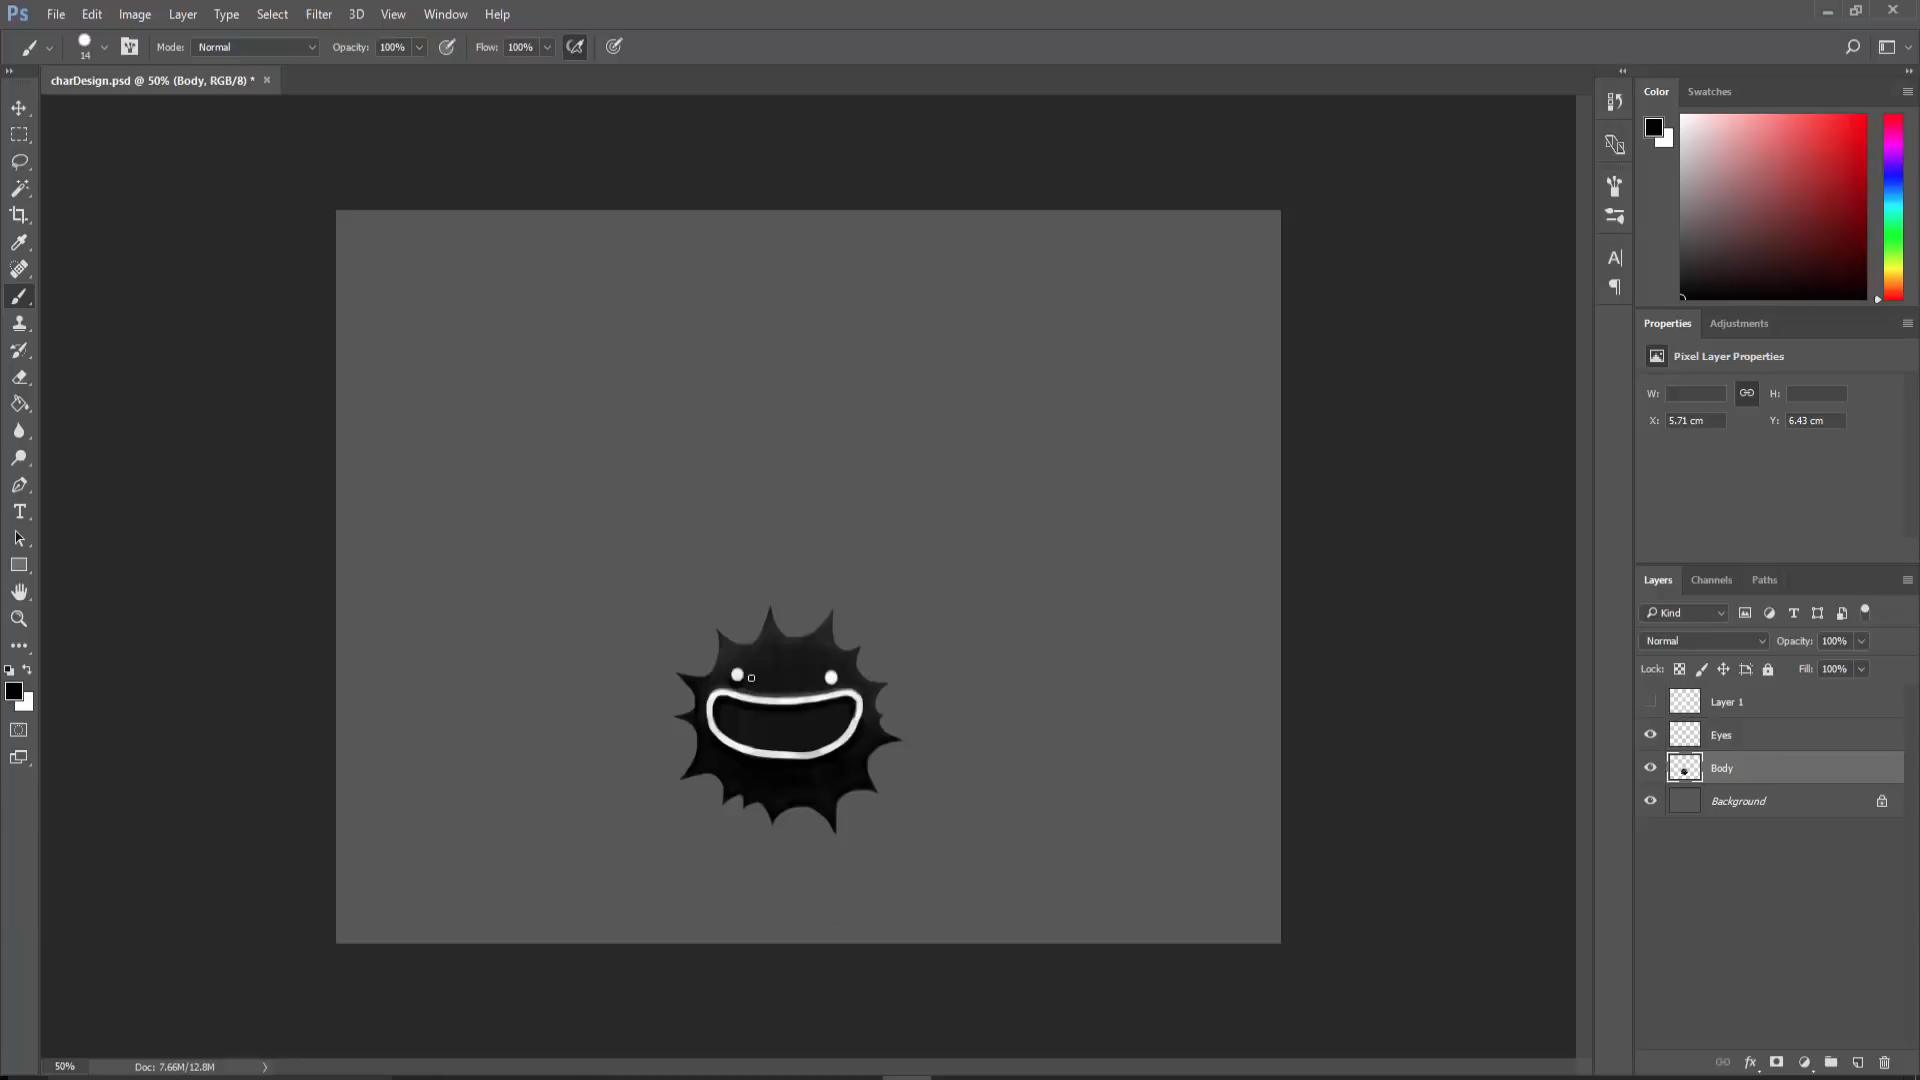 Ps File Edit Image Layer Type Select Filter 3D View Window Help
14 Mode: Normal Opacity: 100% Flow: 100%
charDesign.psd @ 50% (Body, RGB/8) * ×
Color Swatches
Properties Adjustments
Pixel Layer Properties
W: H:
X: 5.71 cm Y: 6.43 cm
Layers Channels Paths
Kind
Normal Opacity: 100%
Lock: Fill: 100%
Layer 1
Eyes
Body
Background
50% Doc: 7.66M/12.8M